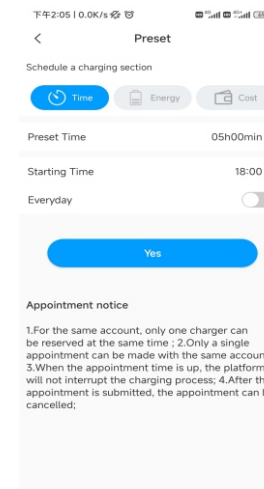 下午2:05 | 0.0K/s
Preset
Schedule a charging section
Time
Energy
Cost
Preset Time 05h00min
Starting Time 18:00
Everyday
Yes
Appointment notice
1.For the same account, only one charger can
be reserved at the same time ; 2.Only a single
appointment can be made with the same accoun
3.When the appointment time is up, the platform
will not interrupt the charging process; 4.After th
appointment is submitted, the appointment can
cancelled;